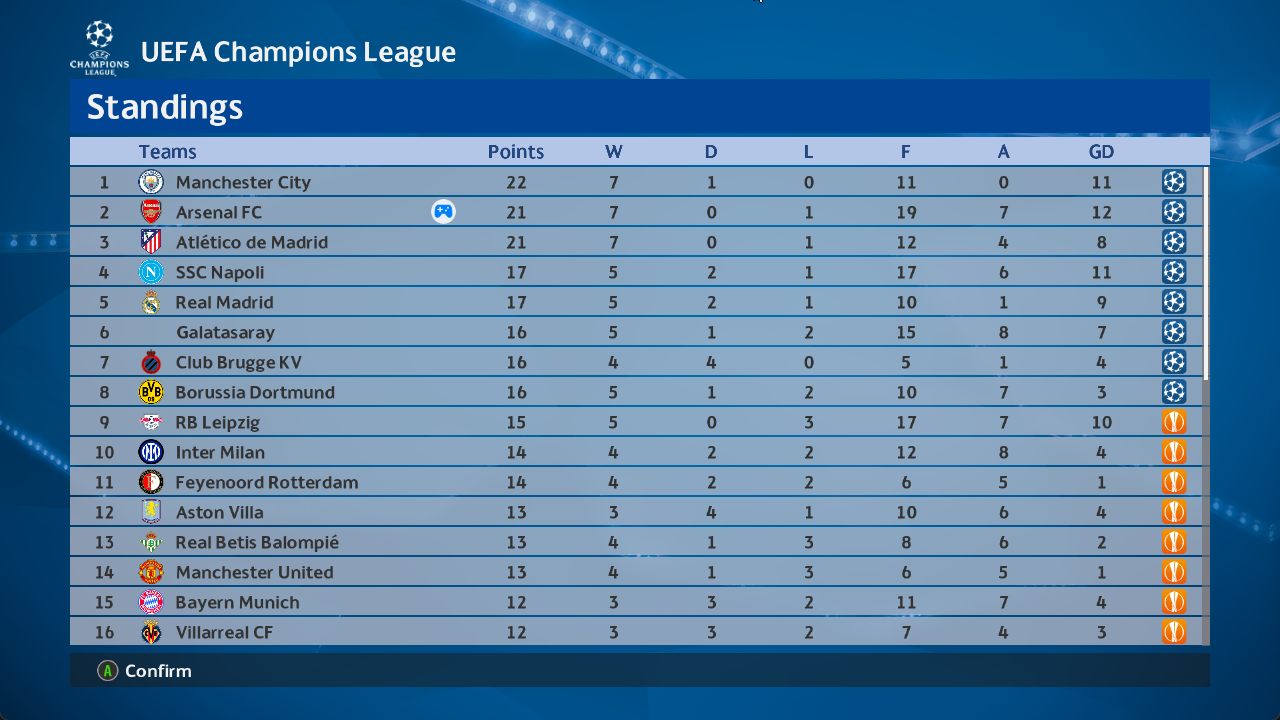 UEFA Champions League
UEFA
CHAMPIONS
LEAGUE
Standings
Teams Points W D L F A GD
1 Manchester City 22 7 1 0 11 0 11
2 Arsenal FC 21 7 0 1 19 7 12
3 Atlético de Madrid 21 7 0 1 12 4 8
4 SSC Napoli 17 5 2 1 17 6 11
5 Real Madrid 17 5 2 1 10 1 9
6 Galatasaray 16 5 1 2 15 8 7
7 Club Brugge KV 16 4 4 0 5 1 4
8 Borussia Dortmund 16 5 1 2 10 7 3
9 RB Leipzig 15 5 0 3 17 7 10
10 Inter Milan 14 4 2 2 12 8 4
11 Feyenoord Rotterdam 14 4 2 2 6 5 1
12 Aston Villa 13 3 4 1 10 6 4
13 Real Betis Balompié 13 4 1 3 8 6 2
14 Manchester United 13 4 1 3 6 5 1
15 Bayern Munich 12 3 3 2 11 7 4
16 Villarreal CF 12 3 3 2 7 4 3
A Confirm